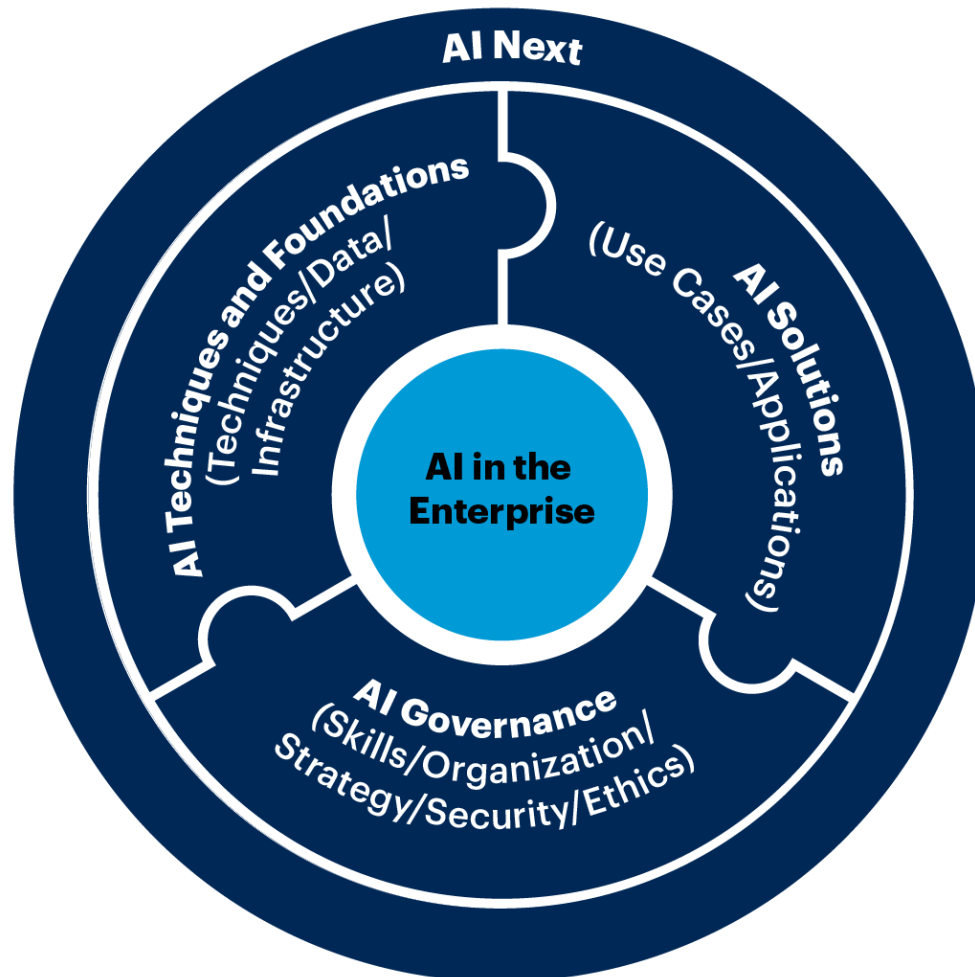 AI Next
AI Techniques and Foundations
(Techniques/Data/
Infrastructure)
AI Solutions
(Use Cases/Applications)
AI in the
Enterprise
AI Governance
(Skills/Organization/
Strategy/Security/Ethics)